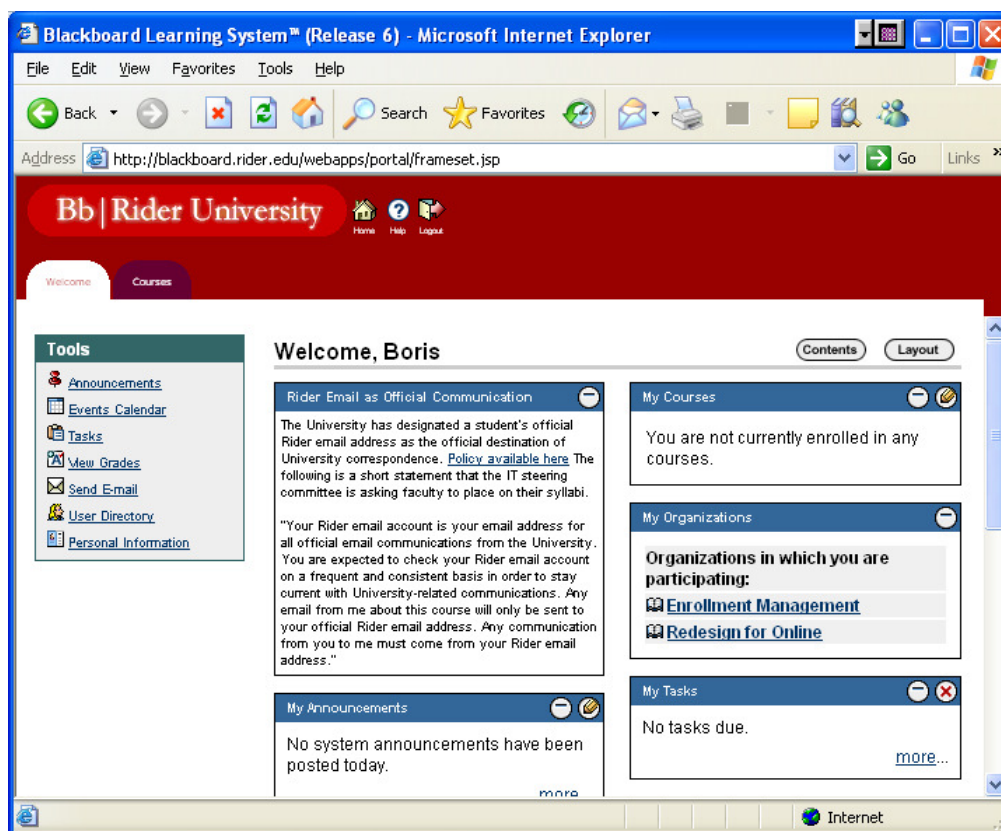 Blackboard Learning System™ (Release 6) - Microsoft Internet Explorer
File Edit View Favorites Tools Help
Back Search Favorites
Address http://blackboard.rider.edu/webapps/portal/frameset.jsp Go Links »
Bb | Rider University
Home Help Logout
Welcome Courses
Tools
Announcements
Events Calendar
Tasks
View Grades
Send E-mail
User Directory
Personal Information
Welcome, Boris
Contents Layout
Rider Email as Official Communication
The University has designated a student's official
Rider email address as the official destination of
University correspondence. Policy available here The
following is a short statement that the IT steering
committee is asking faculty to place on their syllabi.
"Your Rider email account is your email address for
all official email communications from the University.
You are expected to check your Rider email account
on a frequent and consistent basis in order to stay
current with University-related communications. Any
email from me about this course will only be sent to
your official Rider email address. Any communication
from you to me must come from your Rider email
address."
My Announcements
No system announcements have been
posted today.
more
My Courses
You are not currently enrolled in any
courses.
My Organizations
Organizations in which you are
participating:
Enrollment Management
Redesign for Online
My Tasks
No tasks due.
more...
Internet